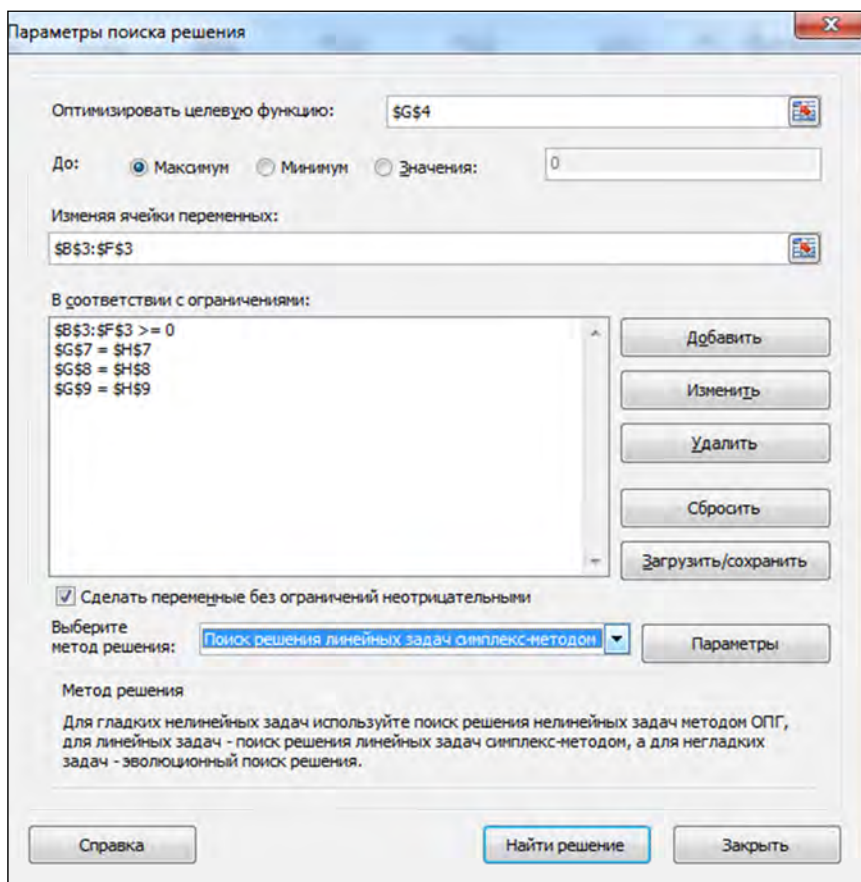 Параметры поиска решения
X
Оптимизировать целевую функцию:
$G$4
До:
Максимум
Минимум
Значения:
0
Изменяя ячейки переменных:
$B$3:$F$3
В соответствии с ограничениями:
$B$3:$F$3 >= 0
$G$7 = $H$7
$G$8 = $H$8
$G$9 = $H$9
Добавить
Изменить
Удалить
Сбросить
Загрузить/сохранить
Сделать переменные без ограничений неотрицательными
Выберите
метод решения:
Поиск решения линейных задач симплекс-методом
Параметры
Метод решения
Для гладких нелинейных задач используйте поиск решения нелинейных задач методом ОПГ,
для линейных задач - поиск решения линейных задач симплекс-методом, а для негладких
задач - эволюционный поиск решения.
Справка
Найти решение
Закрыть